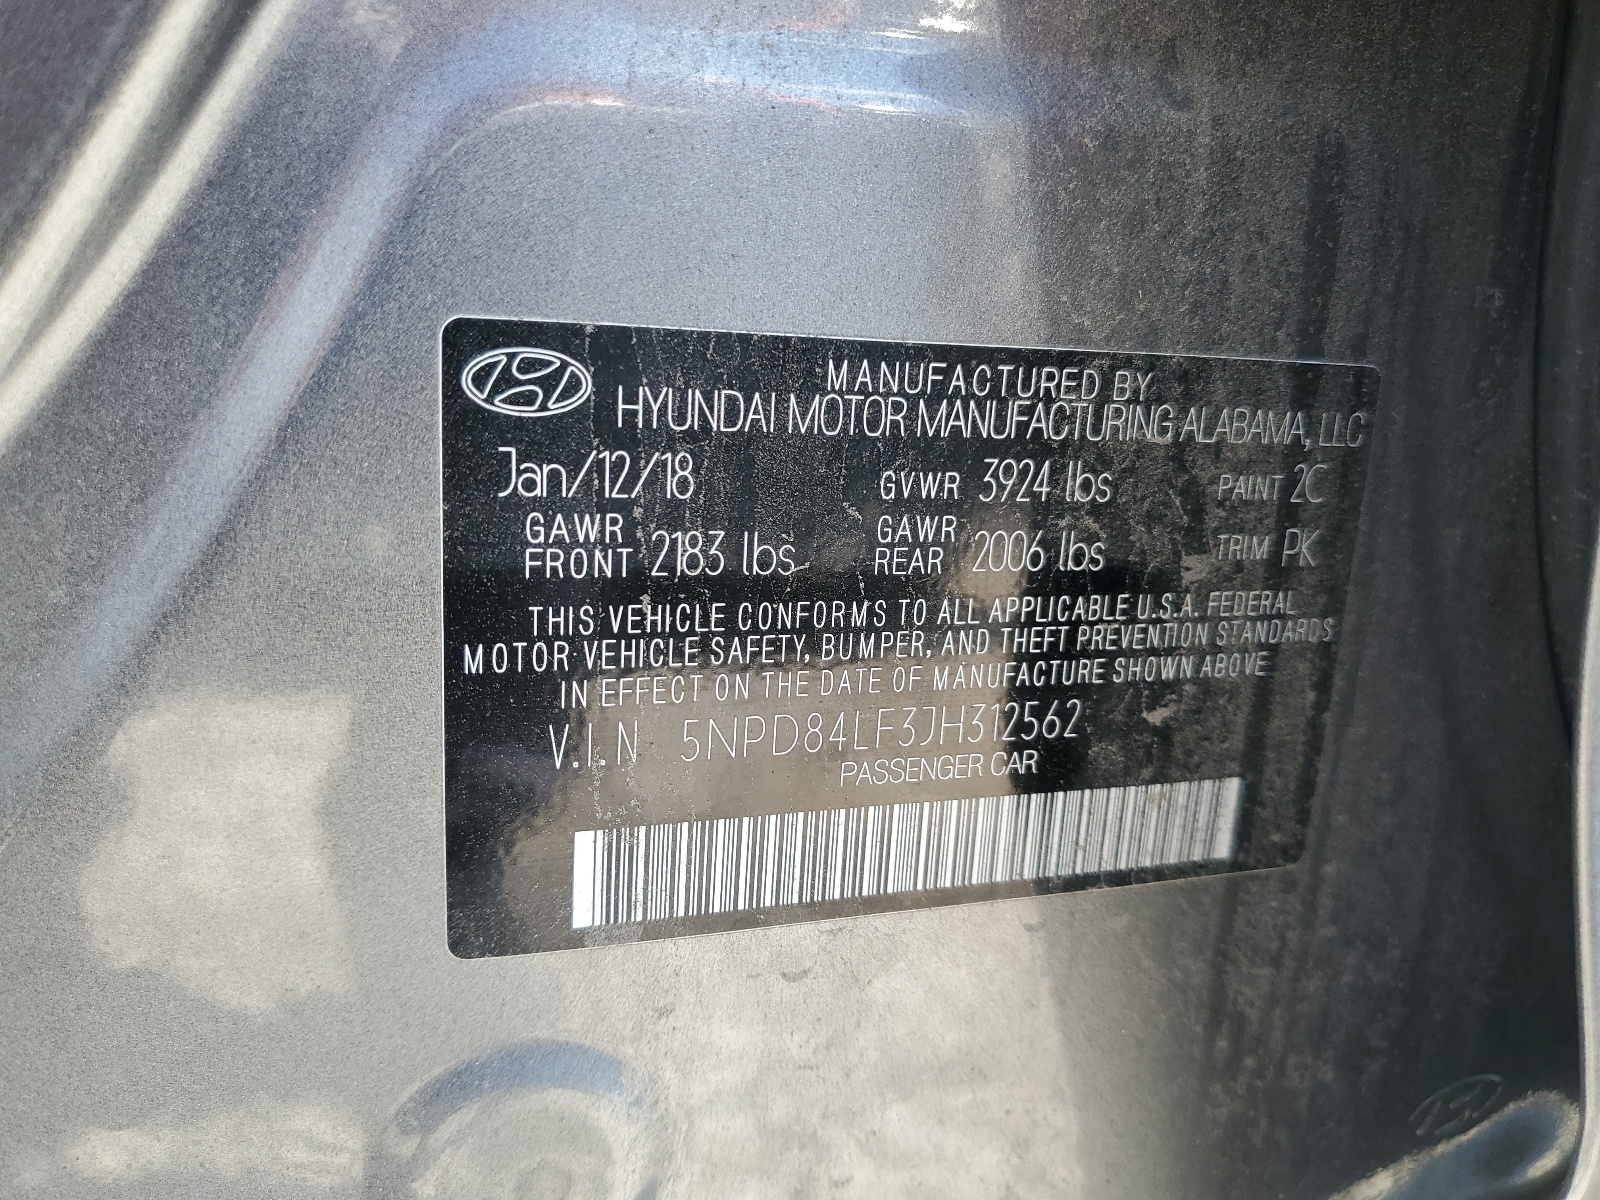 MANUFACTURED BY
HYUNDAI MOTOR MANUFACTURING ALABAMA, LLC
Jan/12/18 GVWR 3924 lbs PAINT 2C
GAWR FRONT 2183 lbs GAWR REAR 2006 lbs TRIM PK
THIS VEHICLE CONFORMS TO ALL APPLICABLE U.S.A. FEDERAL
MOTOR VEHICLE SAFETY, BUMPER, AND THEFT PREVENTION STANDARDS
IN EFFECT ON THE DATE OF MANUFACTURE SHOWN ABOVE
V.I.N 5NPD84LF3JH312562
PASSENGER CAR